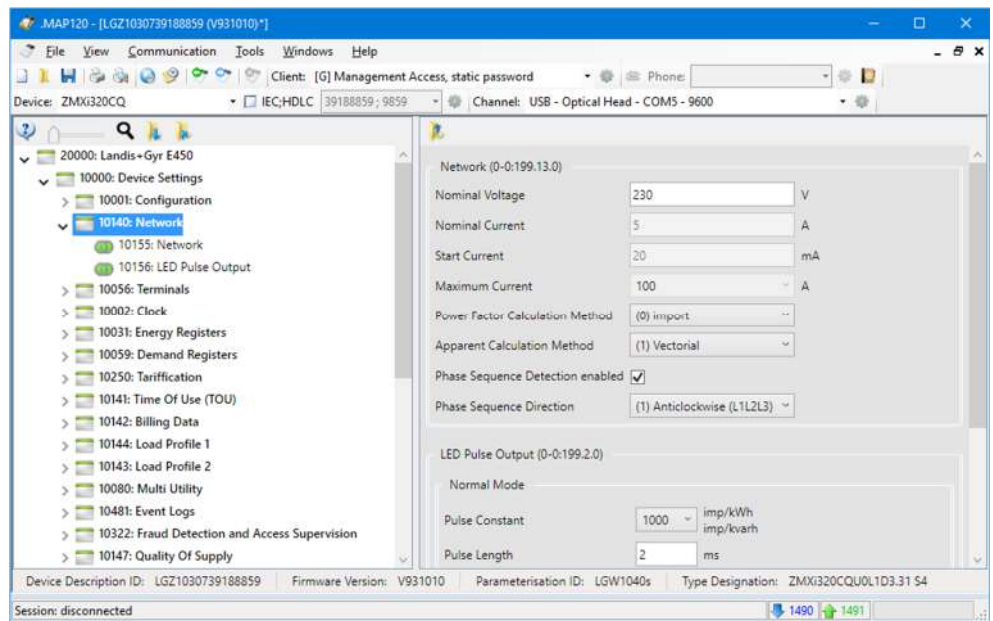 .MAP120 - [LGZ1030739188859 (V931010)*]
File View Communication Tools Windows Help
Client: [G] Management Access, static password Phone:
Device: ZMXi320CQ IEC;HDLC 39188859; 9859 Channel: USB - Optical Head - COM5 - 9600
20000: Landis+Gyr E450
10000: Device Settings
10001: Configuration
10140: Network
10155: Network
10156: LED Pulse Output
10056: Terminals
10002: Clock
10031: Energy Registers
10059: Demand Registers
10250: Tariffication
10141: Time Of Use (TOU)
10142: Billing Data
10144: Load Profile 1
10143: Load Profile 2
10080: Multi Utility
10481: Event Logs
10322: Fraud Detection and Access Supervision
10147: Quality Of Supply
Network (0-0:199.13.0)
Nominal Voltage 230 V
Nominal Current 5 A
Start Current 20 mA
Maximum Current 100 A
Power Factor Calculation Method (0) import
Apparent Calculation Method (1) Vectorial
Phase Sequence Detection enabled
Phase Sequence Direction (1) Anticlockwise (L1L2L3)
LED Pulse Output (0-0:199.2.0)
Normal Mode
Pulse Constant 1000 imp/kWh
imp/kvarh
Pulse Length 2 ms
Device Description ID: LGZ1030739188859 Firmware Version: V931010 Parameterisation ID: LGW1040s Type Designation: ZMXi320CQU0L1D3.31 S4
Session: disconnected 1490 1491